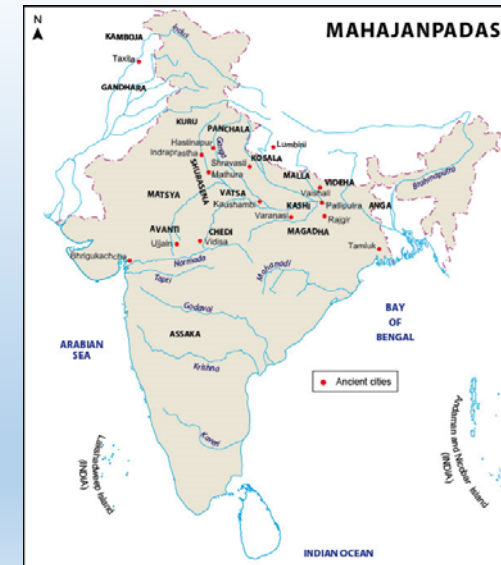 MAHAJANPADAS
N
KAMBOJA
Indus
Taxila
GANDHARA
KURU
PANCHALA
Hastinapur
Indraprastha
Ganga
Lumbini
Shravasti
KOSALA
SHURASENA
Mathura
MALLA
VIDEHA
Brahmaputra
Vaishali
MATSYA
VATSA
Kaushambi
KASHI
Patliputra
ANGA
Varanasi
Rajgir
AVANTI
CHEDI
MAGADHA
Ujjain
Vidisa
Tamluk
Bhrigukachcha
Narmada
Tapti
Mahanadi
Godavari
BAY
OF
BENGAL
ARABIAN
SEA
ASSAKA
Krishna
Ancient cities
Kaveri
Lakshadweep Island
(INDIA)
Andaman and Nicobar Island
(INDIA)
INDIAN OCEAN